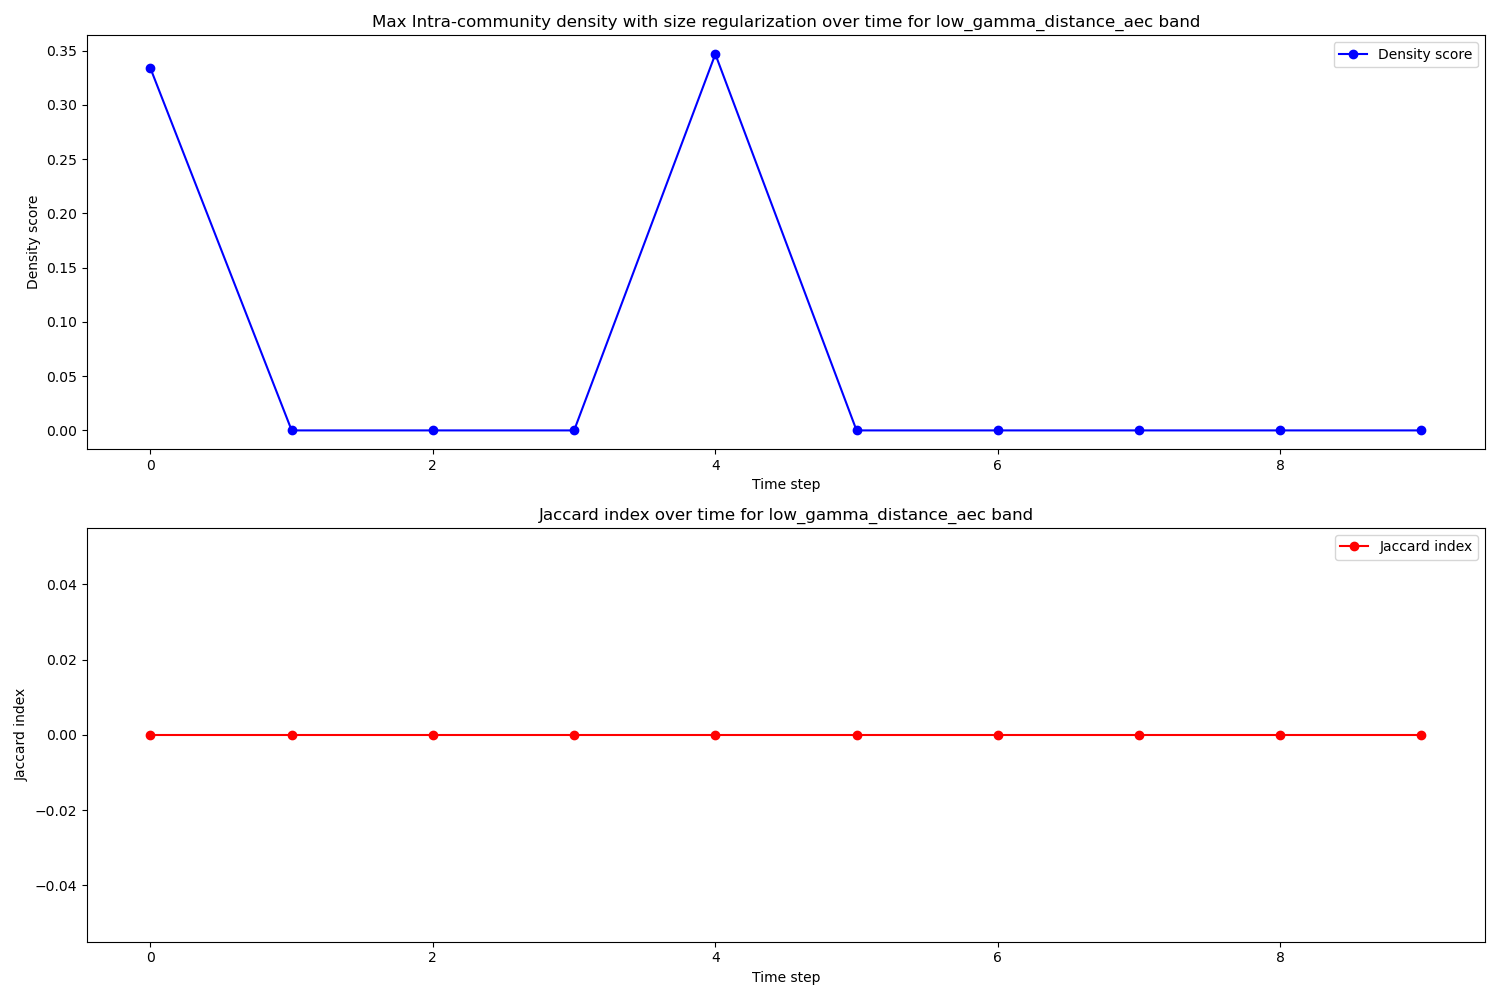 Max Intra-community density with size regularization over time for low_gamma_distance_aec band
Density score
0.35
0.30
0.25
0.20
0.15
0.10
0.05
0.00
Density score
0 2 4 6 8
Time step
Jaccard index over time for low_gamma_distance_aec band
Jaccard index
0.04
0.02
0.00
−0.02
−0.04
Jaccard index
0 2 4 6 8
Time step